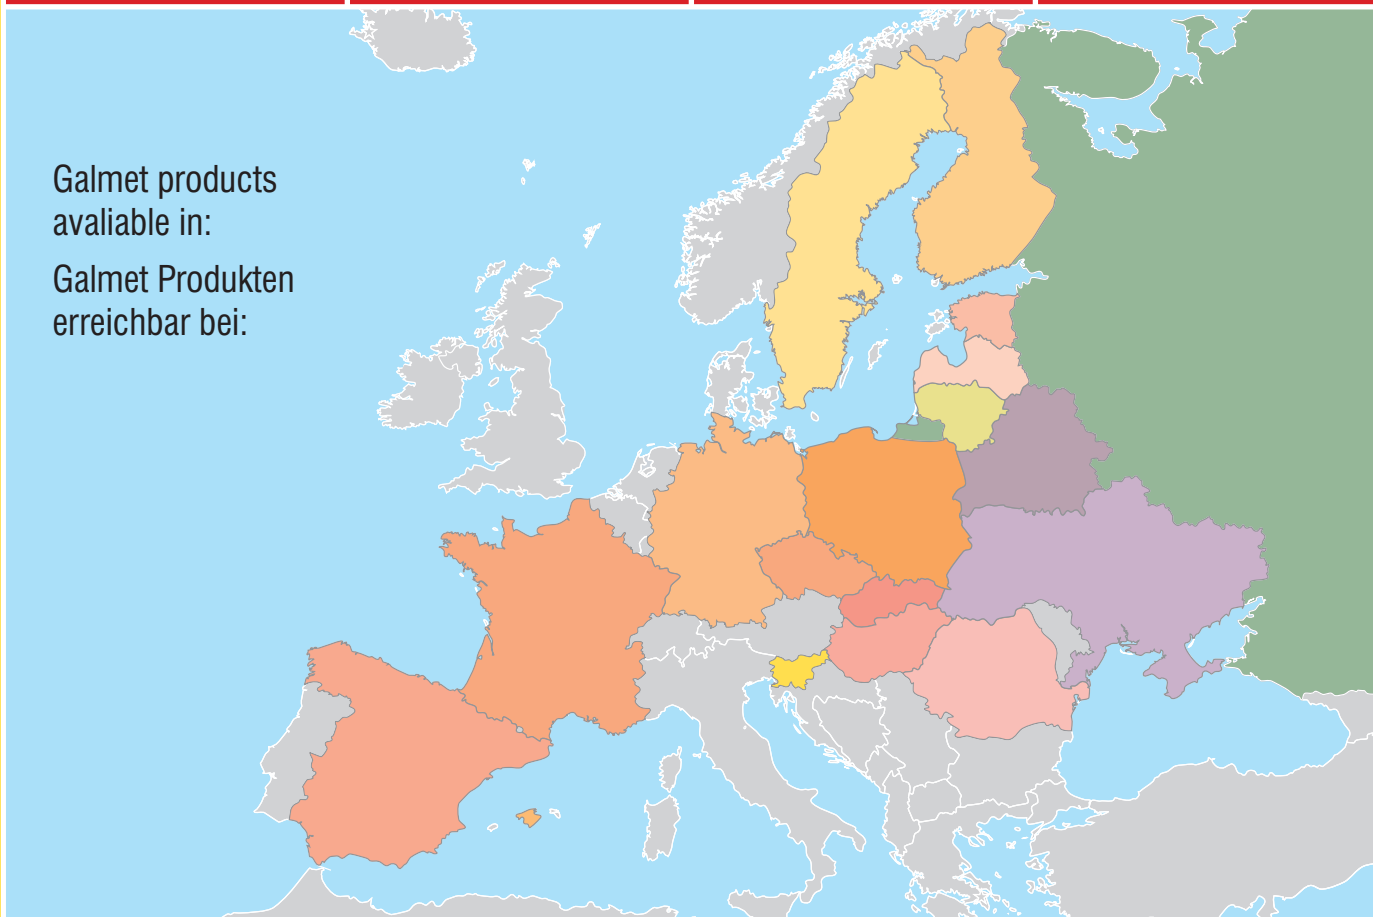 Galmet products
avaliable in:
Galmet Produkten
erreichbar bei: